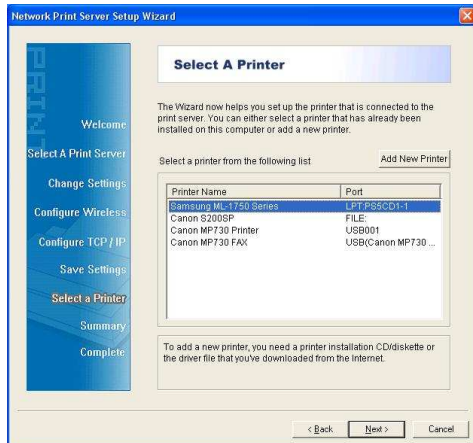 Network Print Server Setup Wizard
PRINT
Welcome
Select A Print Server
Change Settings
Configure Wireless
Configure TCP / IP
Save Settings
Select a Printer
Summary
Complete
Select A Printer
The Wizard now helps you set up the printer that is connected to the
print server. You can either select a printer that has already been
installed on this computer or add a new printer.
Select a printer from the following list
Add New Printer
Printer Name Port
Samsung ML-1750 Series LPT:PS5CD1-1
Canon S200SP FILE:
Canon MP730 Printer USB001
Canon MP730 FAX USB(Canon MP730 ...
To add a new printer, you need a printer installation CD/diskette or
the driver file that you've downloaded from the Internet.
< Back Next > Cancel